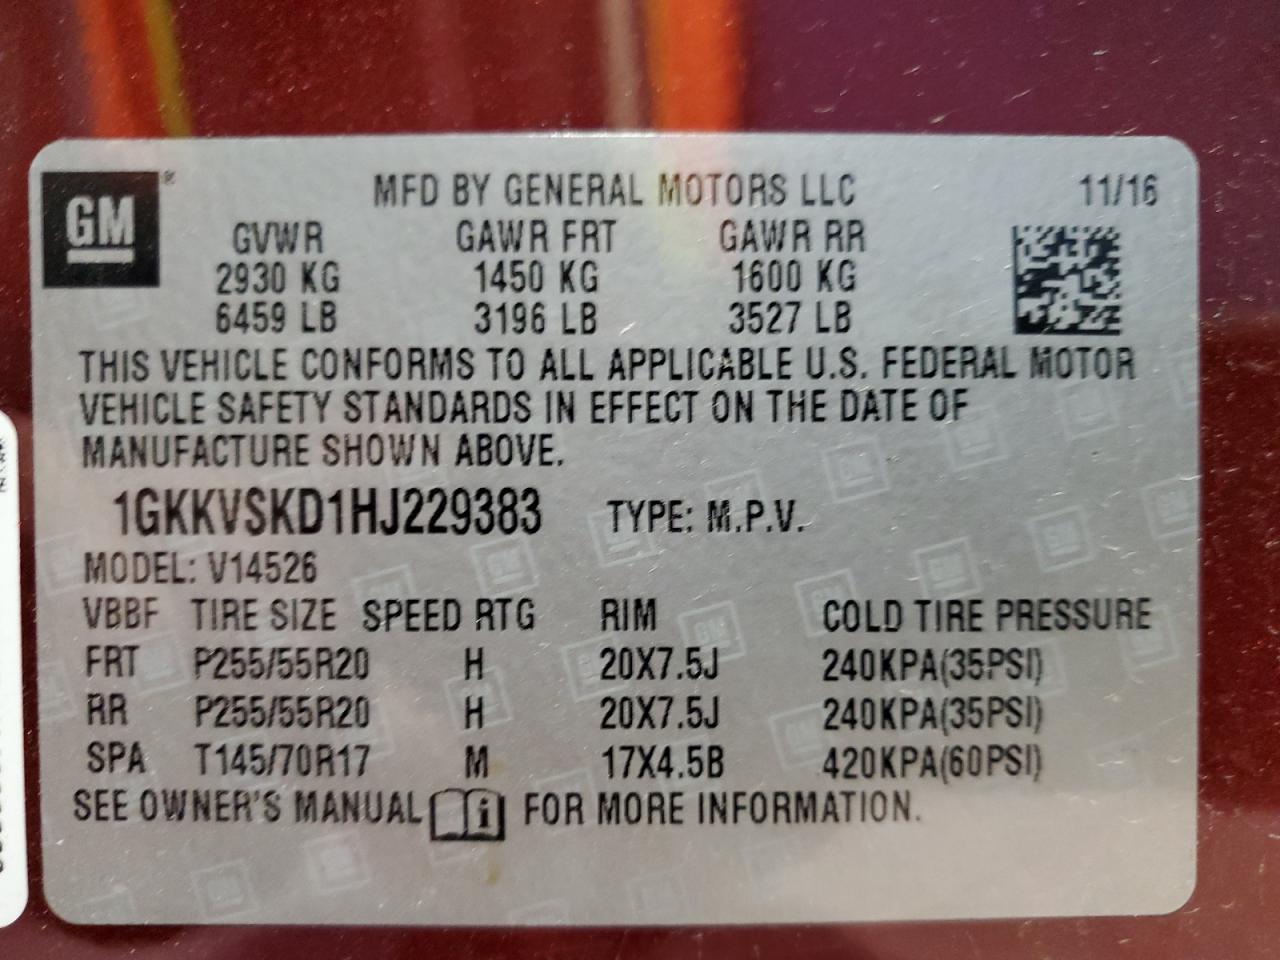 GM ®
MFD BY GENERAL MOTORS LLC 11/16
GVWR GAWR FRT GAWR RR
2930 KG 1450 KG 1600 KG
6459 LB 3196 LB 3527 LB
THIS VEHICLE CONFORMS TO ALL APPLICABLE U.S. FEDERAL MOTOR
VEHICLE SAFETY STANDARDS IN EFFECT ON THE DATE OF
MANUFACTURE SHOWN ABOVE.
1GKKVSKD1HJ229383 TYPE: M.P.V.
MODEL: V14526
VBBF TIRE SIZE SPEED RTG RIM COLD TIRE PRESSURE
FRT P255/55R20 H 20X7.5J 240KPA(35PSI)
RR P255/55R20 H 20X7.5J 240KPA(35PSI)
SPA T145/70R17 M 17X4.5B 420KPA(60PSI)
SEE OWNER'S MANUAL i FOR MORE INFORMATION.